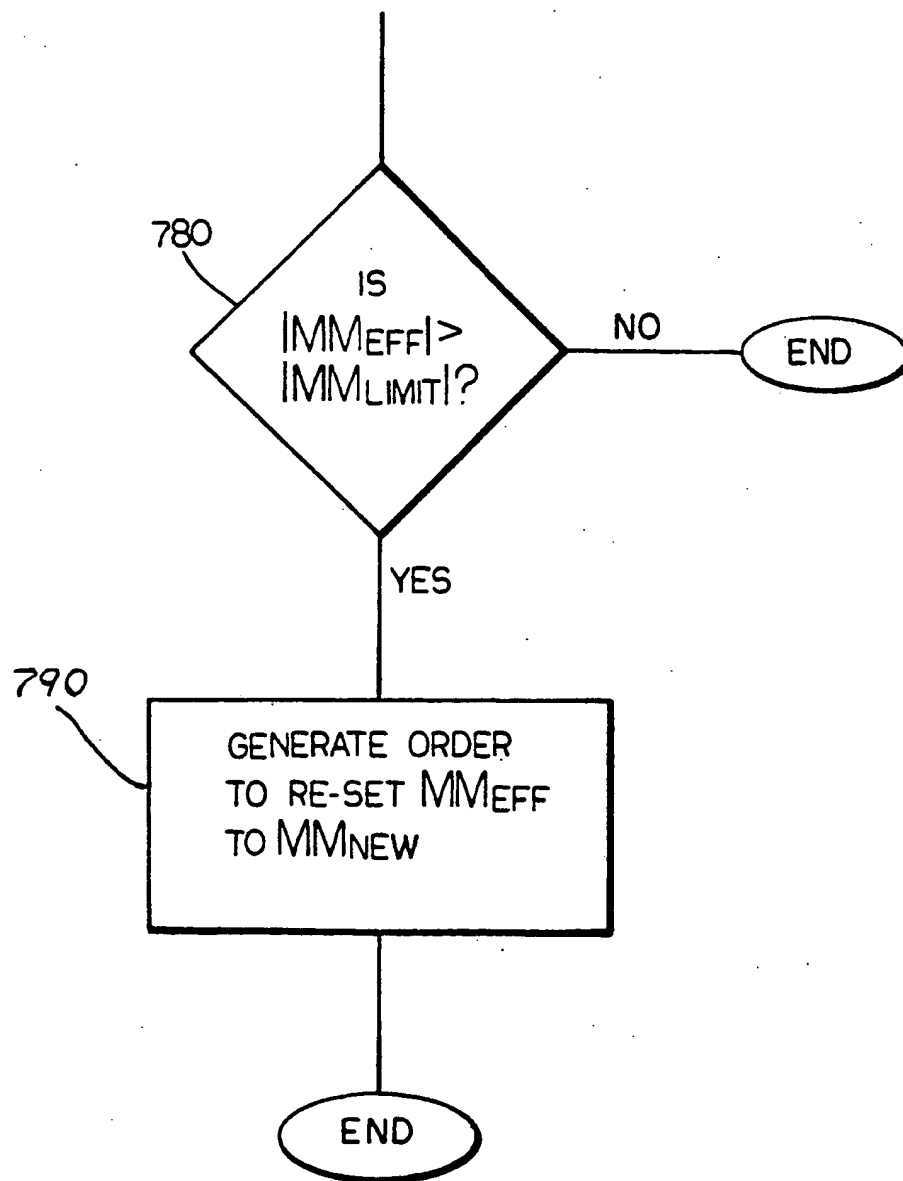 780
IS
|MMEFF| >
|MMLIMIT|?
NO
END
YES
790
GENERATE ORDER
TO RE-SET MMEFF
TO MMNEW
END